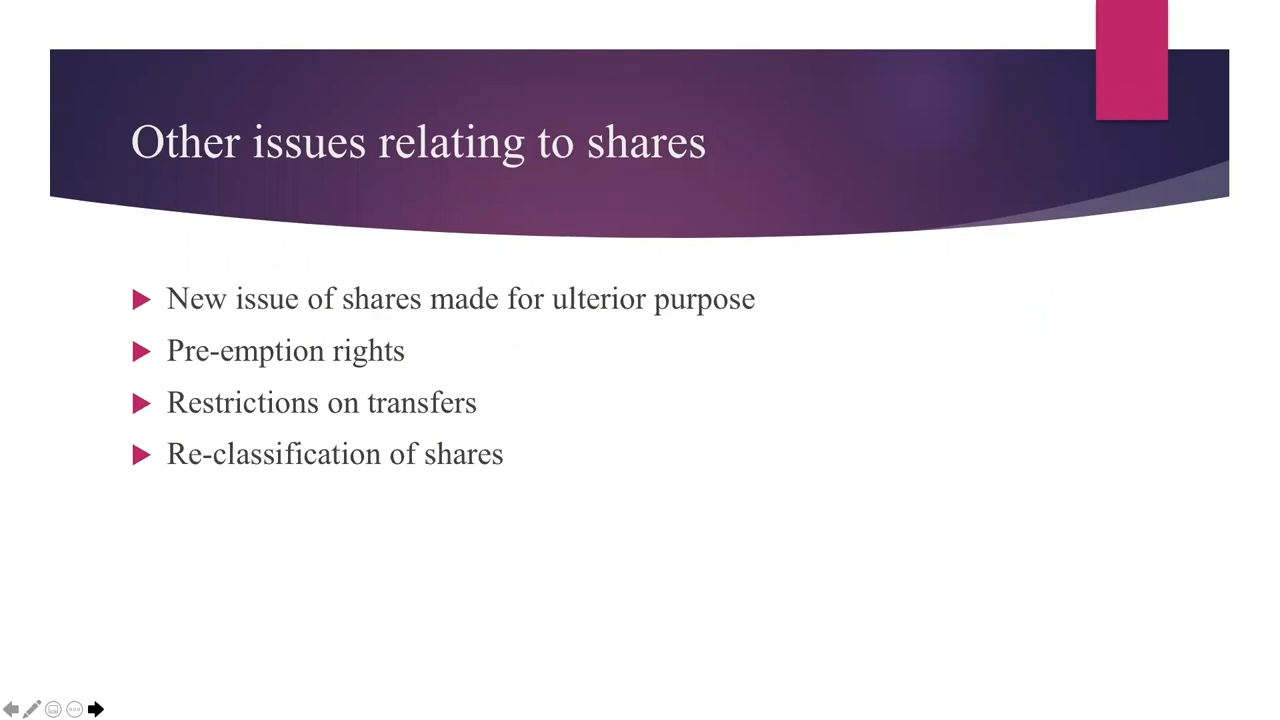 Other issues relating to shares
New issue of shares made for ulterior purpose
Pre-emption rights
Restrictions on transfers
Re-classification of shares